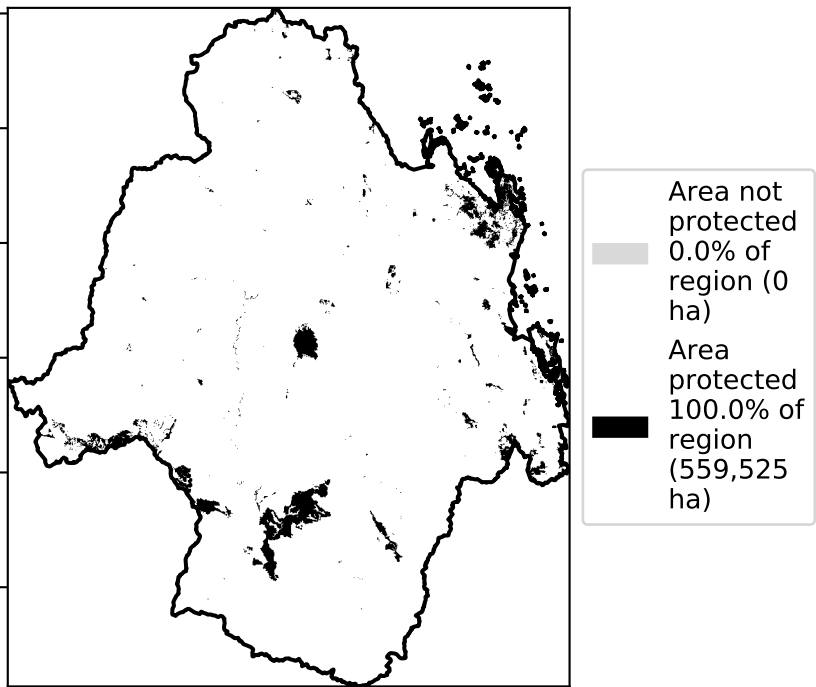 Area not
protected
0.0% of
region (0
ha)
Area
protected
100.0% of
region
(559,525
ha)